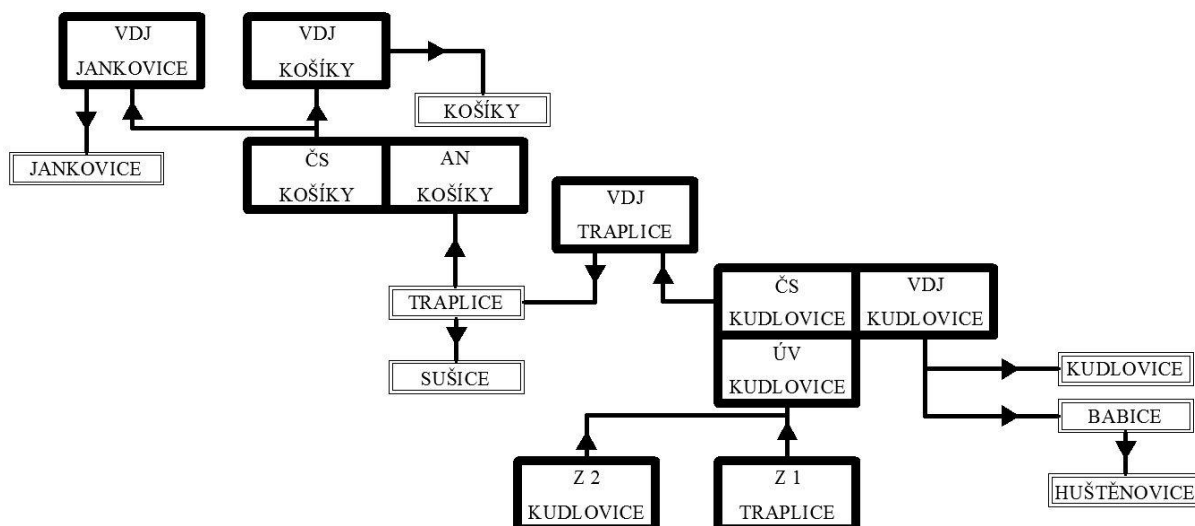 VDJ
JANKOVICE
VDJ
KOŠÍKY
KOŠÍKY
JANKOVICE
ČS
KOŠÍKY
AN
KOŠÍKY
VDJ
TRAPLICE
TRAPLICE
SUŠICE
ČS
KUDLOVICE
VDJ
KUDLOVICE
ÚV
KUDLOVICE
KUDLOVICE
BABICE
HUŠTĚNOVICE
Z 2
KUDLOVICE
Z 1
TRAPLICE